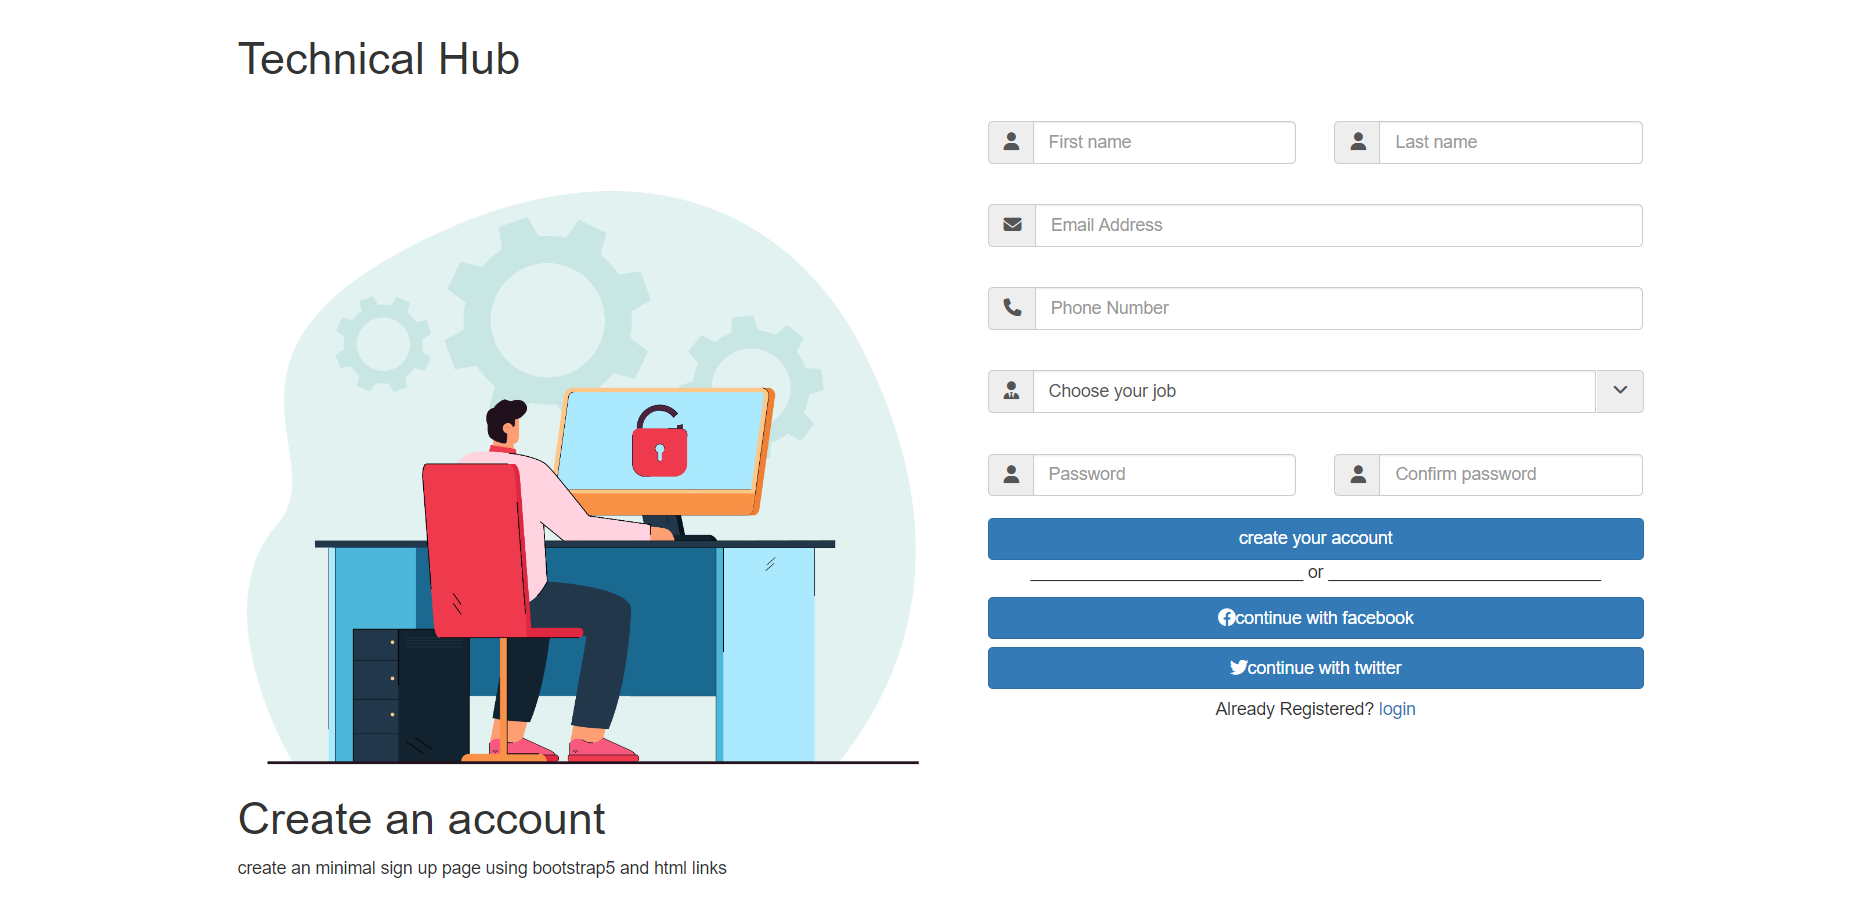 Technical Hub
First name
Last name
Email Address
Phone Number
Choose your job
Password
Confirm password
create your account
or
continue with facebook
continue with twitter
Already Registered? login
Create an account
create an minimal sign up page using bootstrap5 and html links